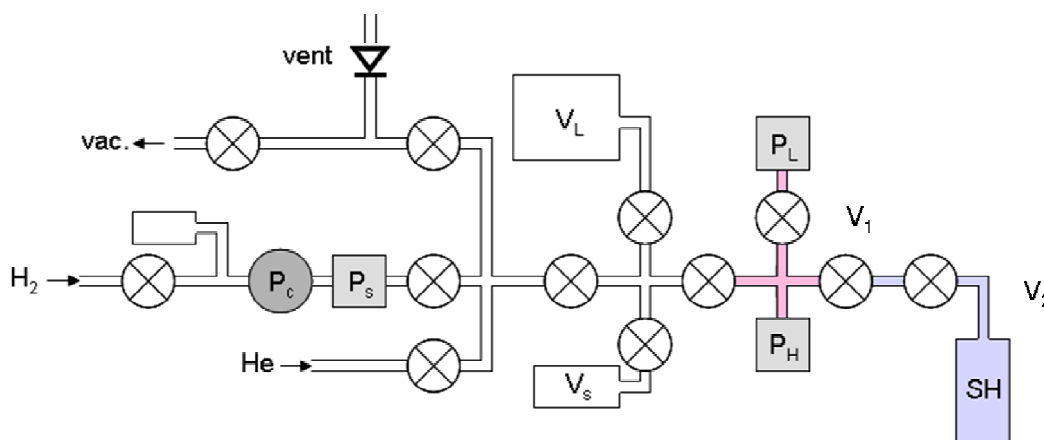 vent
V_L
vac.
P_L
V_1
H_2
P_c
P_s
V_2
P_H
He
V_s
SH